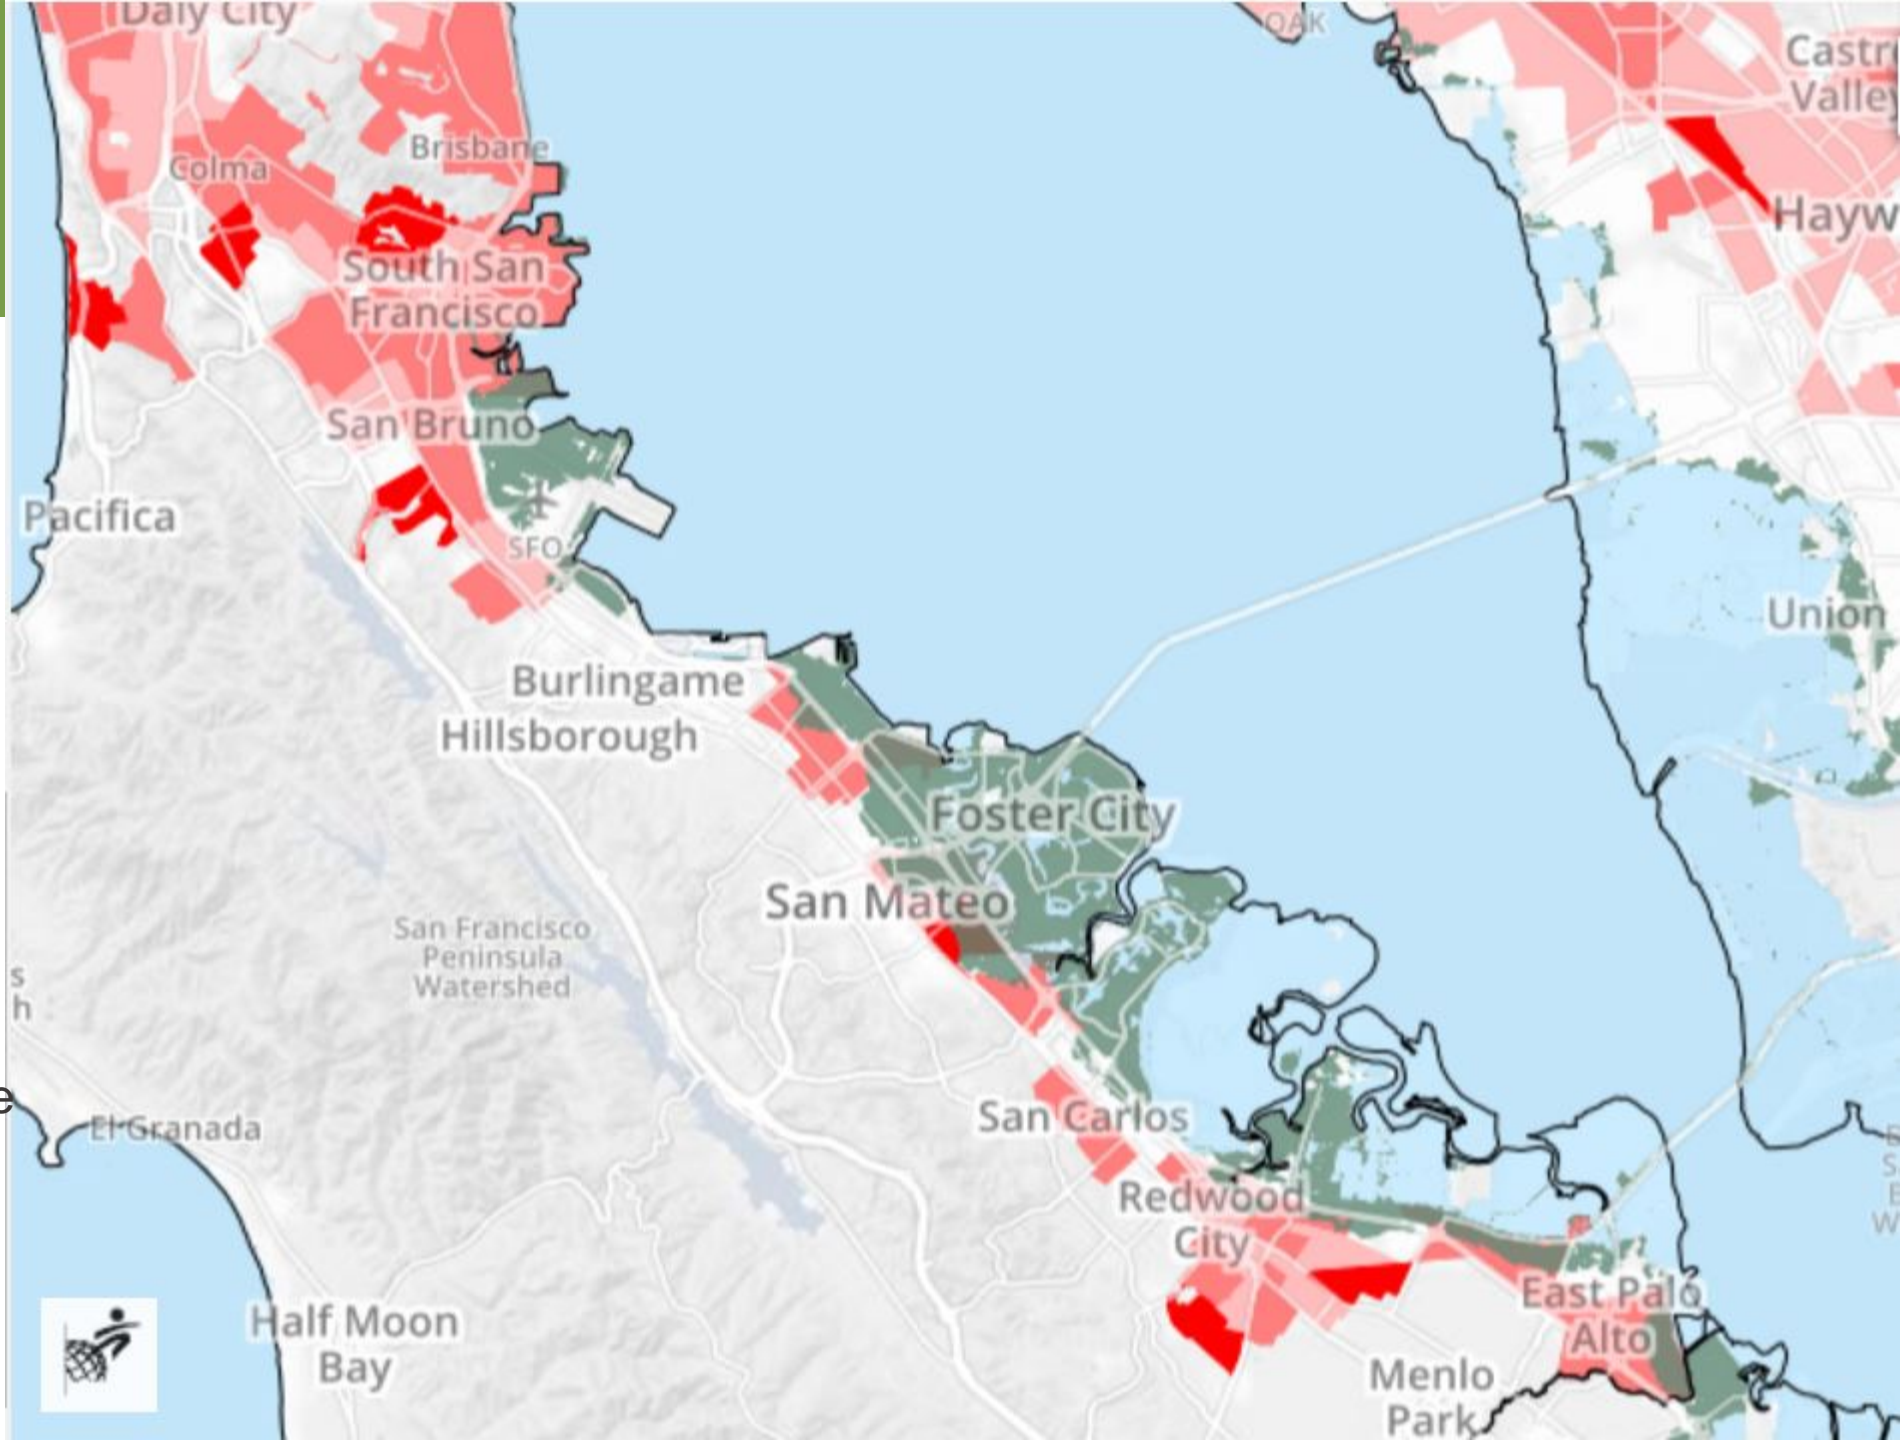 Daly City
OAK
Castr
Valley
Brisbane
Colma
Hayw
South San
Francisco
San Bruno
Pacifica
SFO
Union
Burlingame
Hillsborough
Foster City
San Mateo
San Francisco
Peninsula
Watershed
s
h
e
El Granada
San Carlos
Redwood
City
East Palo
Alto
Half Moon
Bay
Menlo
Park